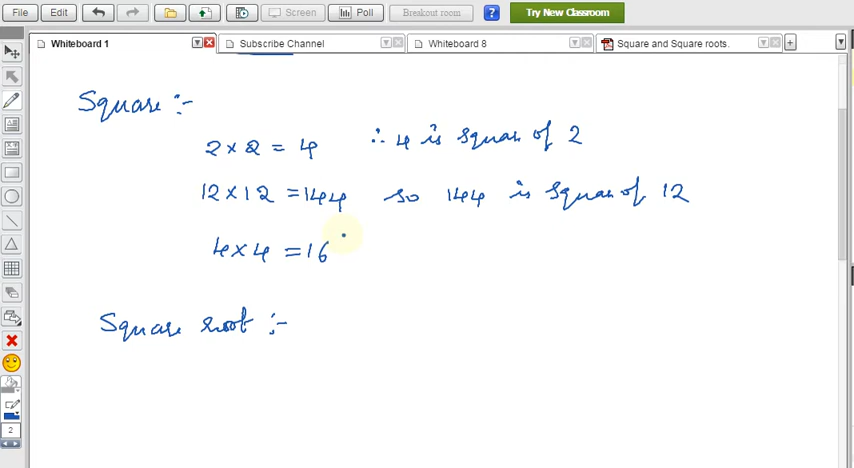 File Edit Screen Poll Breakout room Try New Classroom
Whiteboard 1 Subscribe Channel Whiteboard 8 Square and Square roots.
Square :-
2 × 2 = 4 ∴ 4 is square of 2
12 × 12 = 144 so 144 is square of 12
4 × 4 = 16
Square root :-
2